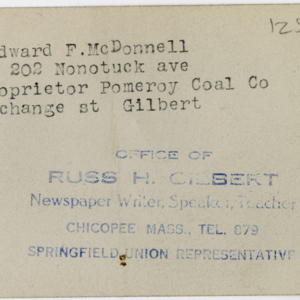 125
dward F.McDonnell
202 Nonotuck ave
oprietor Pomeroy Coal Co
change st Gilbert
OFFICE OF
RUSS H. GILBERT
Newspaper Writer, Speaker, Teacher
CHICOPEE MASS., TEL. 879
SPRINGFIELD UNION REPRESENTATIVE